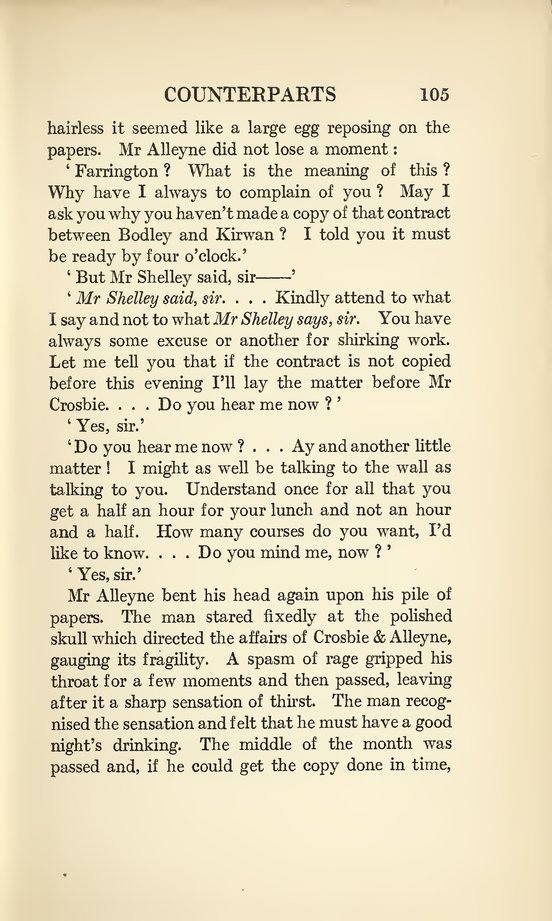 COUNTERPARTS 105
hairless it seemed like a large egg reposing on the
papers. Mr Alleyne did not lose a moment :
‘ Farrington ? What is the meaning of this ?
Why have I always to complain of you ? May I
ask you why you haven’t made a copy of that contract
between Bodley and Kirwan ? I told you it must
be ready by four o’clock.’
‘ But Mr Shelley said, sir——’
‘ Mr Shelley said, sir. . . . Kindly attend to what
I say and not to what Mr Shelley says, sir. You have
always some excuse or another for shirking work.
Let me tell you that if the contract is not copied
before this evening I’ll lay the matter before Mr
Crosbie. . . . Do you hear me now ? ’
‘ Yes, sir.’
‘ Do you hear me now ? . . . Ay and another little
matter ! I might as well be talking to the wall as
talking to you. Understand once for all that you
get a half an hour for your lunch and not an hour
and a half. How many courses do you want, I’d
like to know. . . . Do you mind me, now ? ’
‘ Yes, sir.’
Mr Alleyne bent his head again upon his pile of
papers. The man stared fixedly at the polished
skull which directed the affairs of Crosbie & Alleyne,
gauging its fragility. A spasm of rage gripped his
throat for a few moments and then passed, leaving
after it a sharp sensation of thirst. The man recog-
nised the sensation and felt that he must have a good
night’s drinking. The middle of the month was
passed and, if he could get the copy done in time,